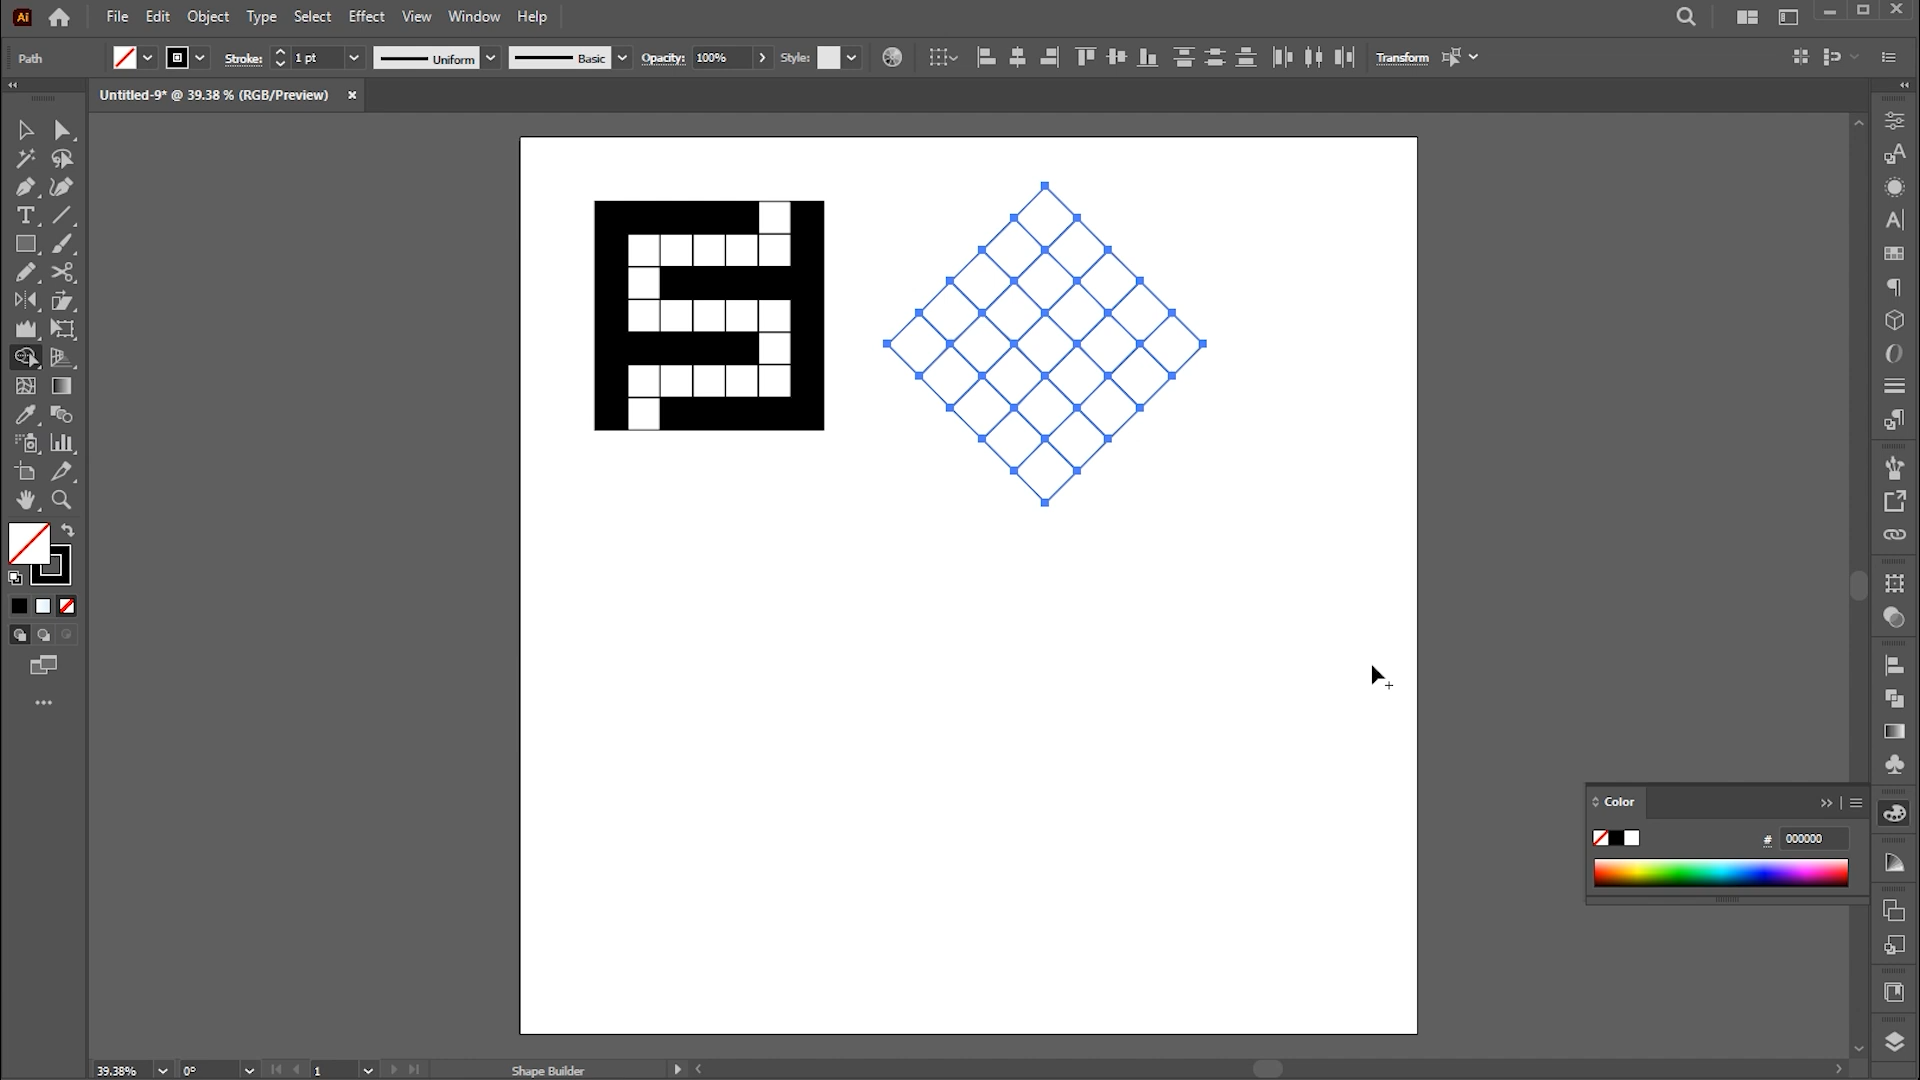 Ai File Edit Object Type Select Effect View Window Help
Path Stroke: 1 pt Uniform Basic Opacity: 100% Style: Transform
Untitled-9* @ 39.38 % (RGB/Preview)
Color
# 000000
39.38% 0° 1 Shape Builder